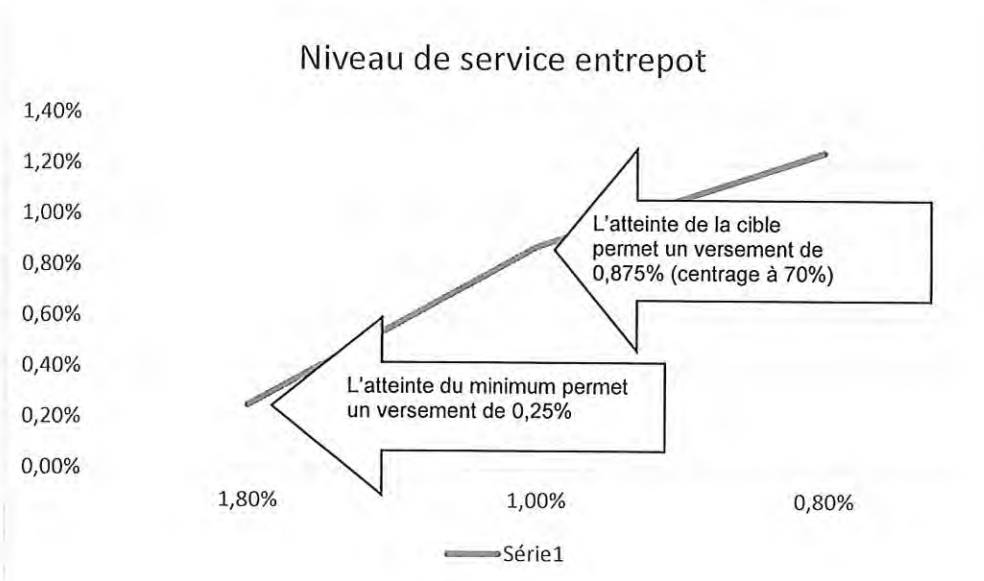 Niveau de service entrepot
1,40%
1,20%
1,00%
0,80%
0,60%
0,40%
0,20%
0,00%
L'atteinte de la cible
permet un versement de
0,875% (centrage à 70%)
L'atteinte du minimum permet
un versement de 0,25%
1,80%
1,00%
0,80%
Série1